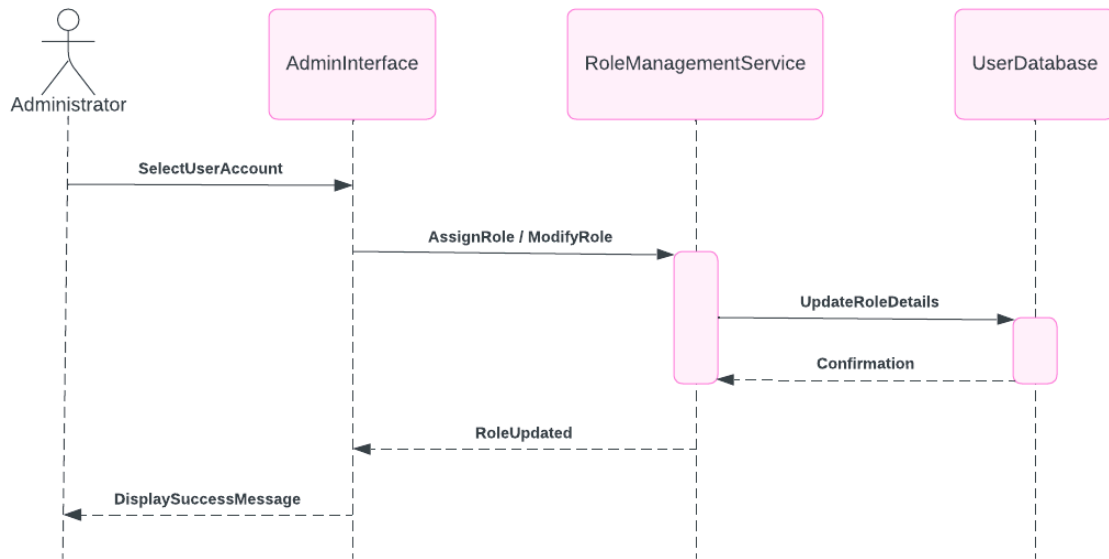 AdminInterface
RoleManagementService
UserDatabase
Administrator
SelectUserAccount
AssignRole / ModifyRole
UpdateRoleDetails
Confirmation
RoleUpdated
DisplaySuccessMessage